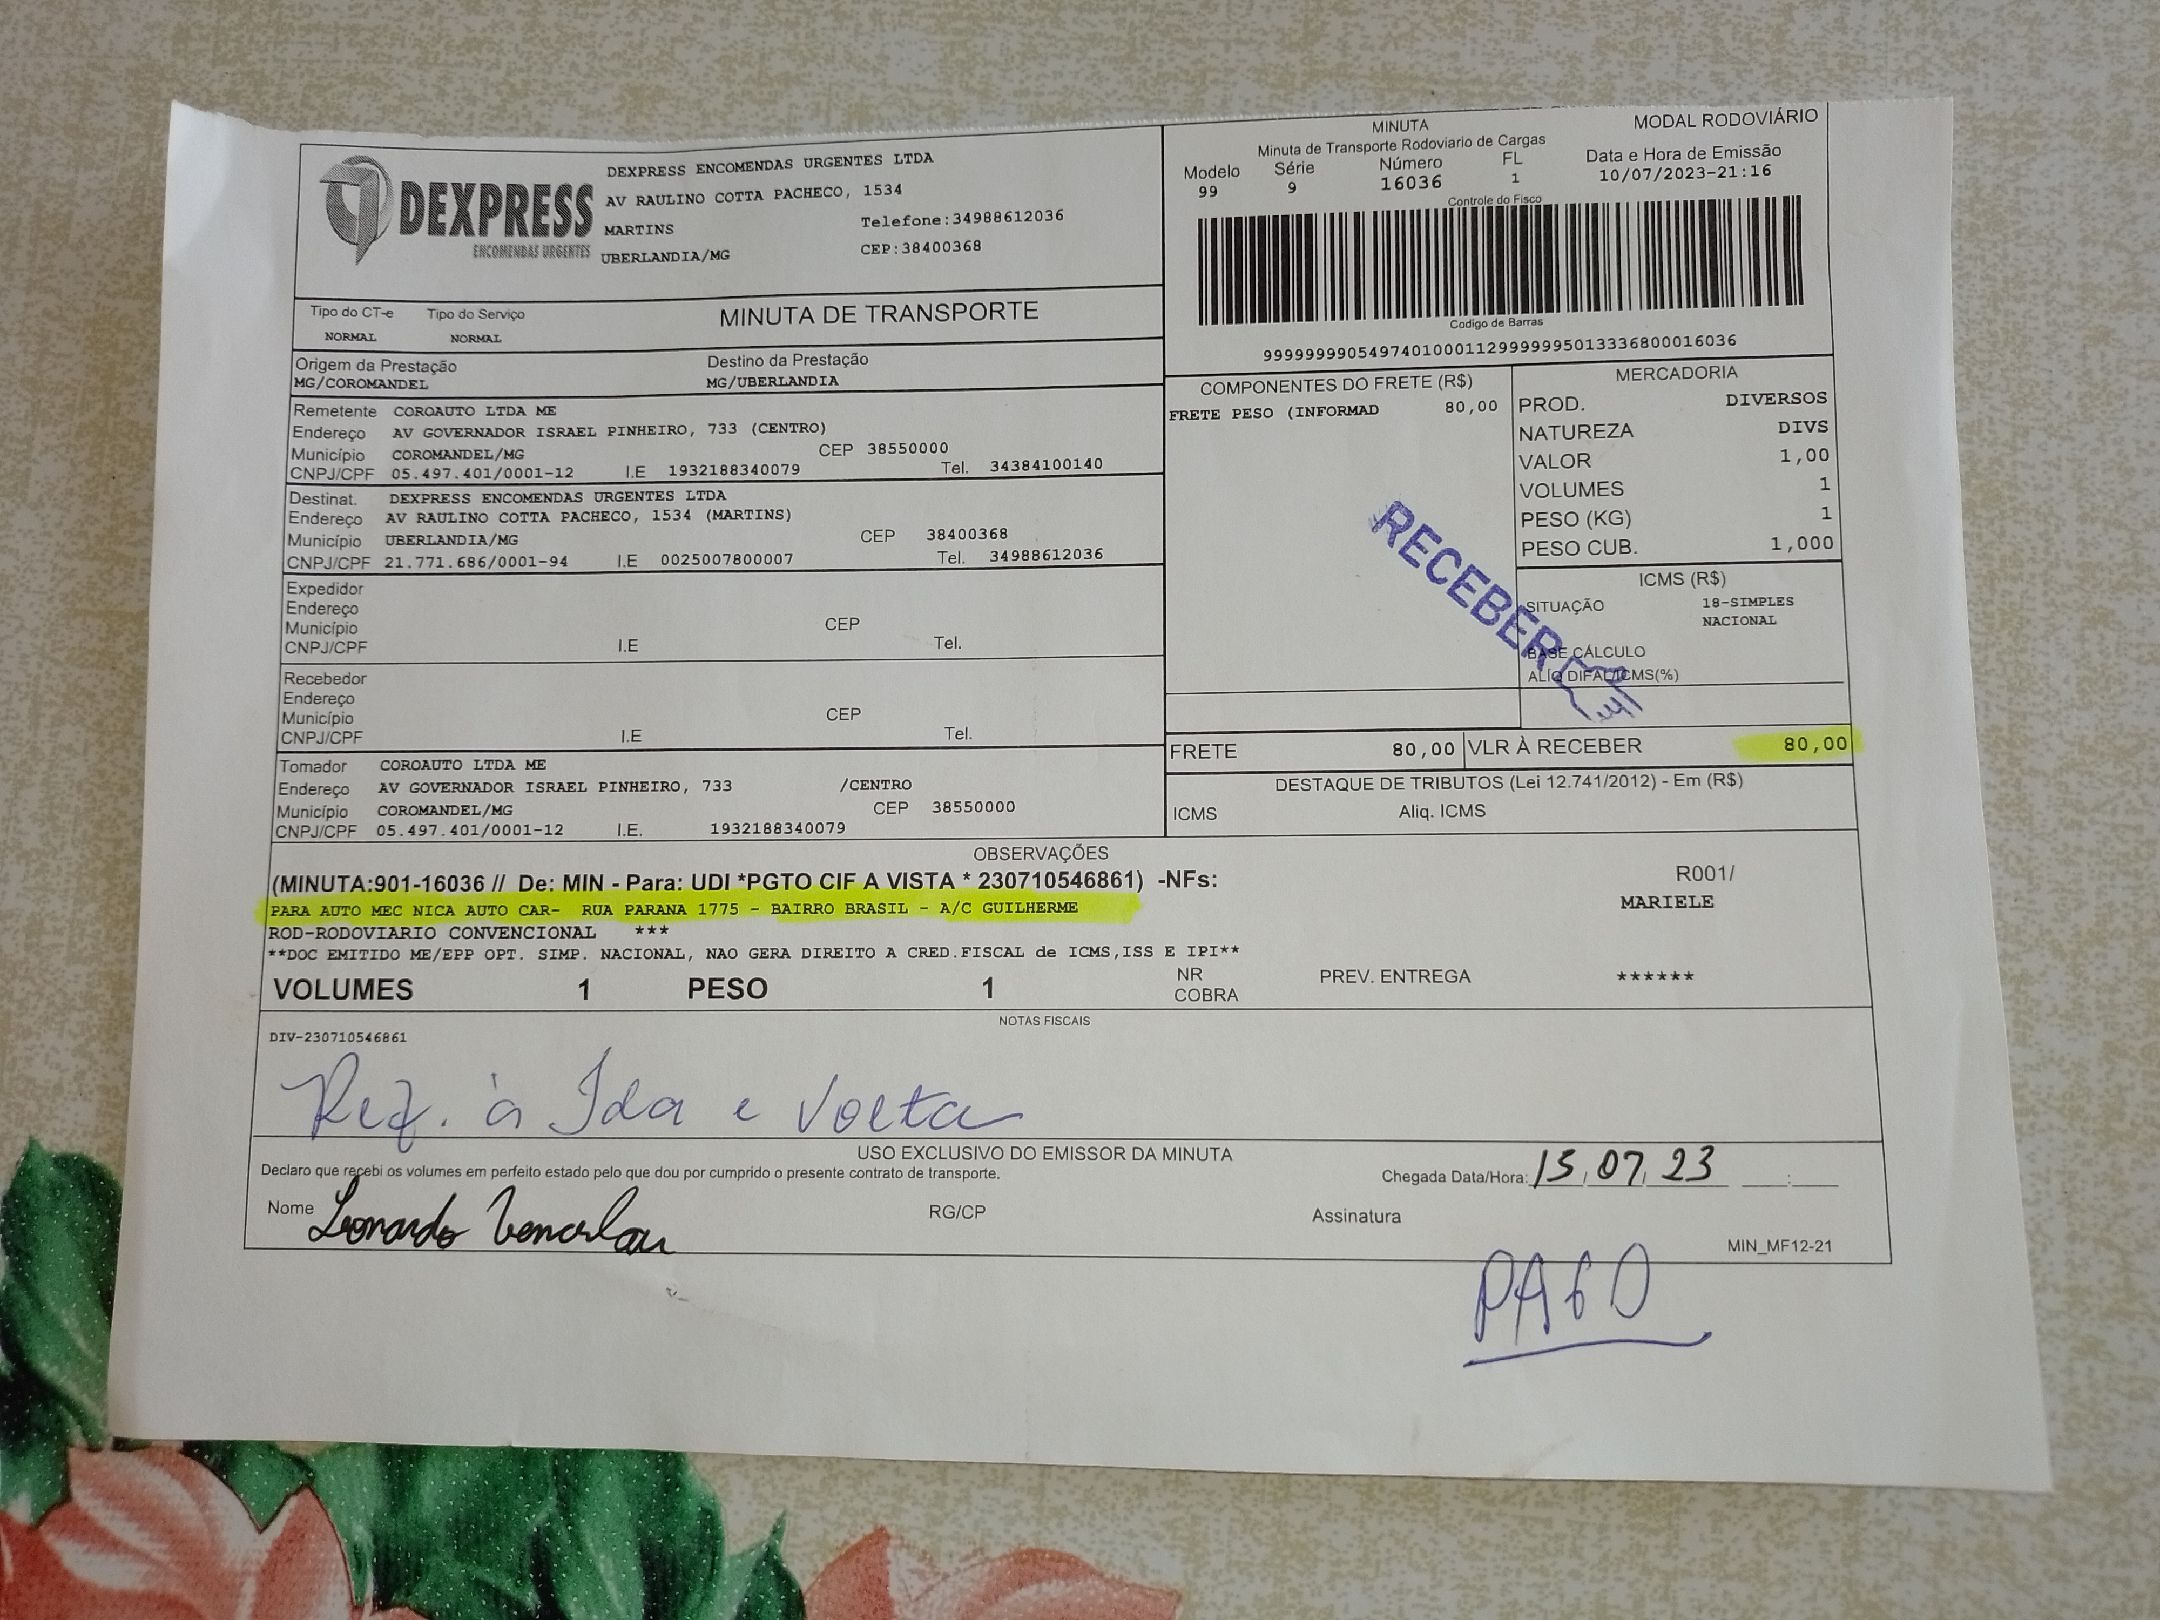 DEXPRESS
ENCOMENDAS URGENTES
DEXPRESS ENCOMENDAS URGENTES LTDA
AV RAULINO COTTA PACHECO, 1534
MARTINS Telefone:34988612036
UBERLANDIA/MG CEP:38400368
MINUTA MODAL RODOVIÁRIO
Minuta de Transporte Rodoviario de Cargas
Modelo Série Número FL Data e Hora de Emissão
99 9 16036 1 10/07/2023-21:16
Controle do Fisco
Codigo de Barras
99999999054974010001129999995013336800016036
Tipo do CT-e Tipo do Serviço MINUTA DE TRANSPORTE
NORMAL NORMAL
Origem da Prestação Destino da Prestação
MG/COROMANDEL MG/UBERLANDIA
Remetente COROAUTO LTDA ME
Endereço AV GOVERNADOR ISRAEL PINHEIRO, 733 (CENTRO)
Município COROMANDEL/MG CEP 38550000
CNPJ/CPF 05.497.401/0001-12 I.E 1932188340079 Tel. 34384100140
Destinat. DEXPRESS ENCOMENDAS URGENTES LTDA
Endereço AV RAULINO COTTA PACHECO, 1534 (MARTINS)
Município UBERLANDIA/MG CEP 38400368
CNPJ/CPF 21.771.686/0001-94 I.E 0025007800007 Tel. 34988612036
Expedidor
Endereço
Município CEP
CNPJ/CPF I.E Tel.
Recebedor
Endereço
Município CEP
CNPJ/CPF I.E Tel.
Tomador COROAUTO LTDA ME
Endereço AV GOVERNADOR ISRAEL PINHEIRO, 733 /CENTRO
Município COROMANDEL/MG CEP 38550000
CNPJ/CPF 05.497.401/0001-12 I.E. 1932188340079
COMPONENTES DO FRETE (R$)
FRETE PESO (INFORMAD 80,00
RECEBER
MERCADORIA
PROD. DIVERSOS
NATUREZA DIVS
VALOR 1,00
VOLUMES 1
PESO (KG) 1
PESO CUB. 1,000
ICMS (R$)
SITUAÇÃO 18-SIMPLES
NACIONAL
BASE CÁLCULO
ALIQ DIFAL/ICMS(%)
FRETE 80,00 VLR À RECEBER 80,00
DESTAQUE DE TRIBUTOS (Lei 12.741/2012) - Em (R$)
ICMS Aliq. ICMS
OBSERVAÇÕES
(MINUTA:901-16036 // De: MIN - Para: UDI *PGTO CIF A VISTA * 230710546861) -NFs: R001/
PARA AUTO MEC NICA AUTO CAR- RUA PARANA 1775 - BAIRRO BRASIL - A/C GUILHERME MARIELE
ROD-RODOVIARIO CONVENCIONAL ***
**DOC EMITIDO ME/EPP OPT. SIMP. NACIONAL, NAO GERA DIREITO A CRED.FISCAL de ICMS,ISS E IPI**
VOLUMES 1 PESO 1 NR COBRA PREV. ENTREGA ******
NOTAS FISCAIS
DIV-230710546861
Ref. à Ida e Volta
USO EXCLUSIVO DO EMISSOR DA MINUTA
Declaro que recebi os volumes em perfeito estado pelo que dou por cumprido o presente contrato de transporte. Chegada Data/Hora: 15/07/23 __:__
Nome Leonardo RG/CP Assinatura
MIN_MF12-21
PAGO